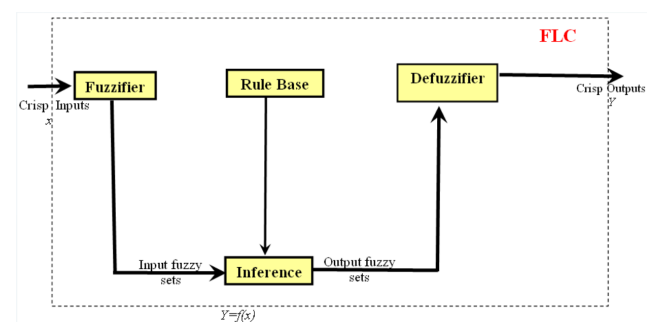 FLC
Fuzzifier
Rule Base
Defuzzifier
Crisp Inputs
x
Crisp Outputs
Y
Input fuzzy
sets
Inference
Output fuzzy
sets
Y=f(x)